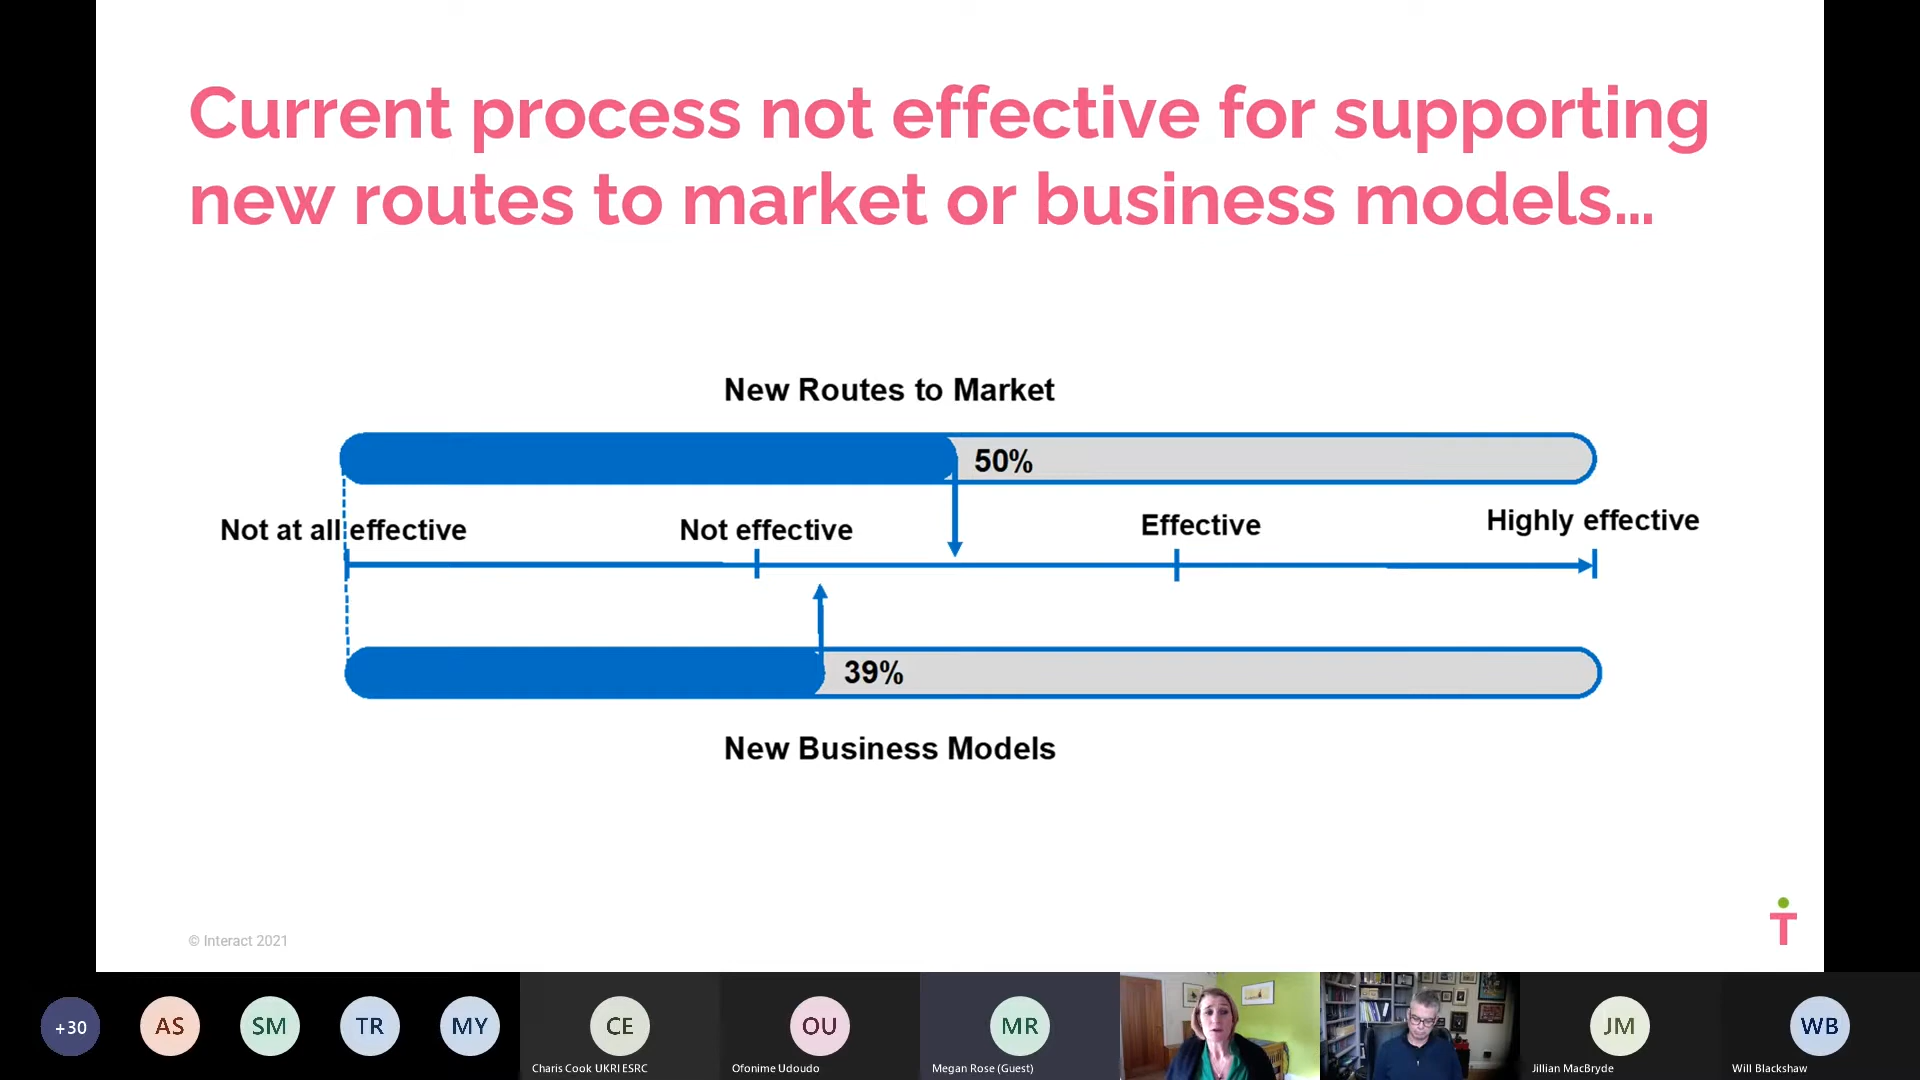 Current process not effective for supporting
new routes to market or business models...
New Routes to Market
50%
Not at all effective
Not effective
Effective
Highly effective
39%
New Business Models
© Interact 2021
+30
AS
SM
TR
MY
CE
OU
MR
JM
WB
Charis Cook UKRI ESRC
Ofonime Udoudo
Megan Rose (Guest)
Jillian MacBryde
Will Blackshaw